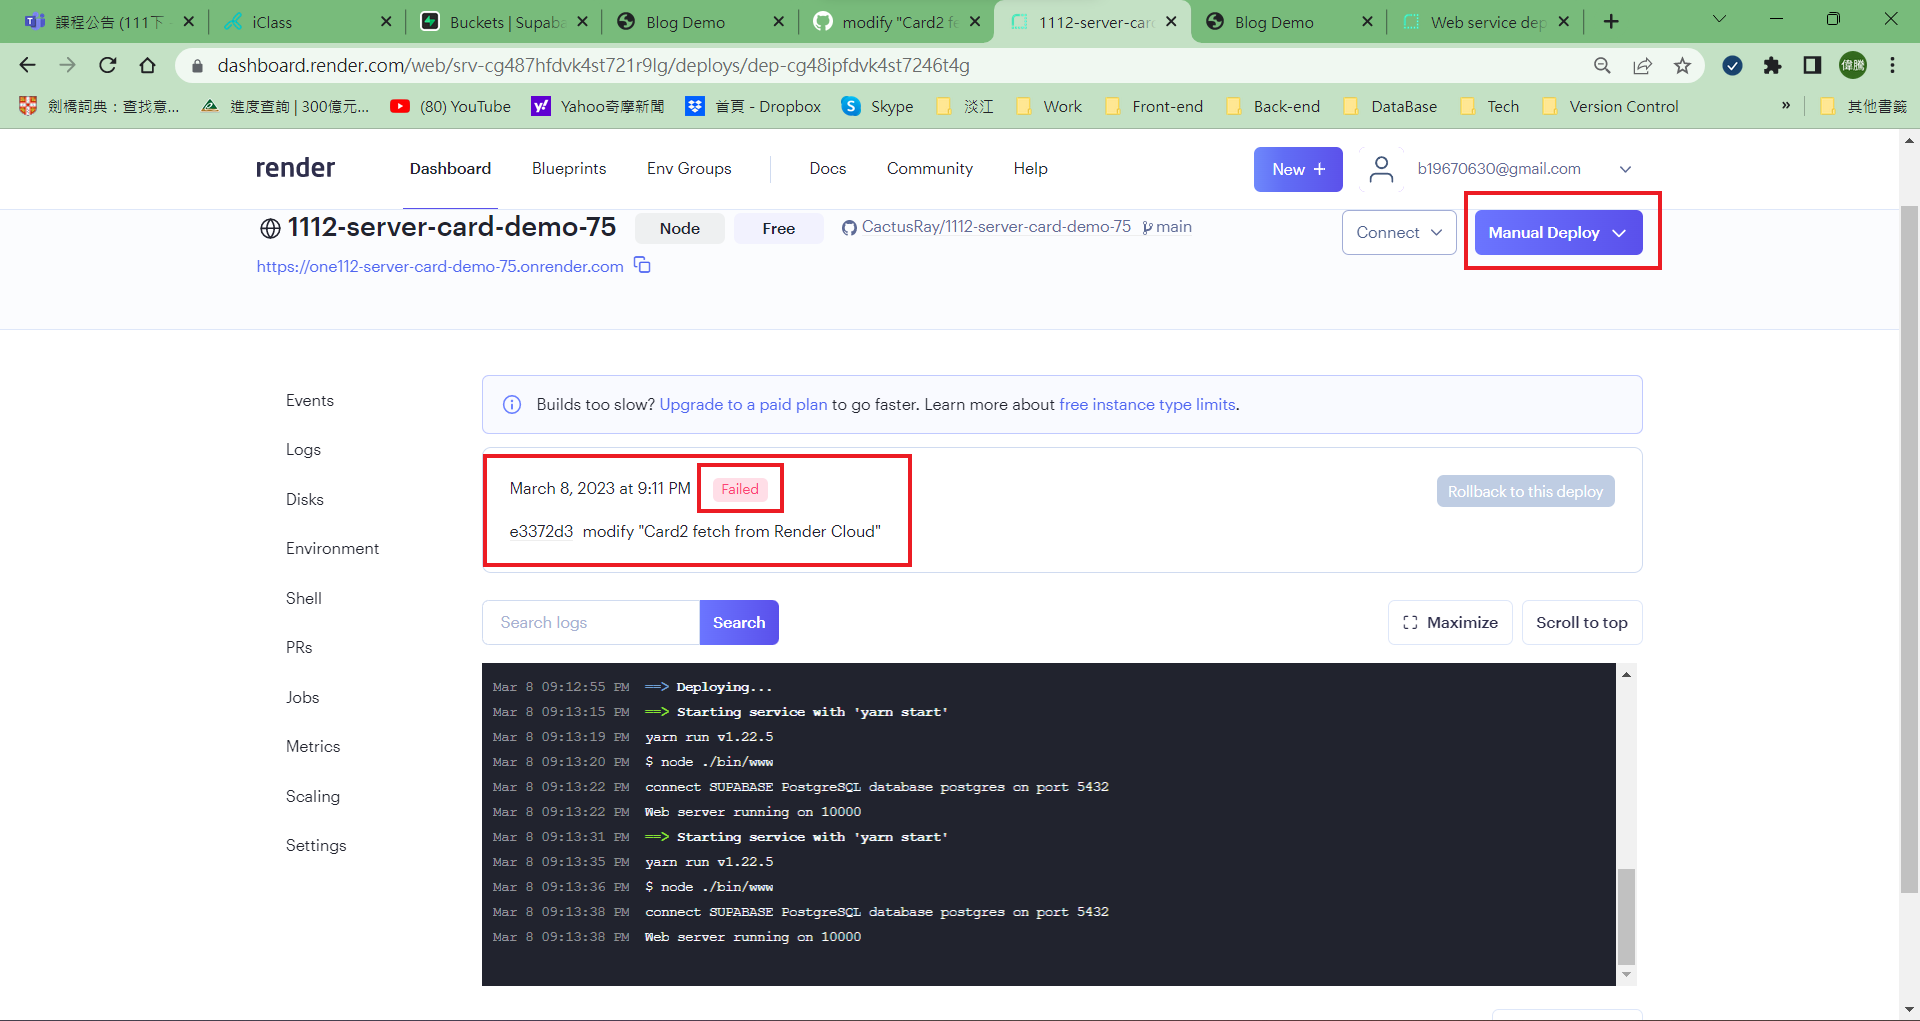 課程公告 (111下
iClass
Buckets | Supaba
Blog Demo
modify "Card2 fe
1112-server-car
Blog Demo
Web service dep
dashboard.render.com/web/srv-cg487hfdvk4st721r9lg/deploys/dep-cg48ipfdvk4st7246t4g
偉騰
劍橋詞典：查找意...
進度查詢 | 300億元...
(80) YouTube
Yahoo奇摩新聞
首頁 - Dropbox
Skype
淡江
Work
Front-end
Back-end
DataBase
Tech
Version Control
»
其他書籤
render
Dashboard
Blueprints
Env Groups
Docs
Community
Help
New +
b19670630@gmail.com
1112-server-card-demo-75
Node
Free
CactusRay/1112-server-card-demo-75
main
Connect
Manual Deploy
https://one112-server-card-demo-75.onrender.com
Events
Logs
Disks
Environment
Shell
PRs
Jobs
Metrics
Scaling
Settings
Builds too slow? Upgrade to a paid plan to go faster. Learn more about free instance type limits.
March 8, 2023 at 9:11 PM Failed
Rollback to this deploy
e3372d3 modify "Card2 fetch from Render Cloud"
Search logs
Search
Maximize
Scroll to top
Mar 8 09:12:55 PM ==> Deploying...
Mar 8 09:13:15 PM ==> Starting service with 'yarn start'
Mar 8 09:13:19 PM yarn run v1.22.5
Mar 8 09:13:20 PM $ node ./bin/www
Mar 8 09:13:22 PM connect SUPABASE PostgreSQL database postgres on port 5432
Mar 8 09:13:22 PM Web server running on 10000
Mar 8 09:13:31 PM ==> Starting service with 'yarn start'
Mar 8 09:13:35 PM yarn run v1.22.5
Mar 8 09:13:36 PM $ node ./bin/www
Mar 8 09:13:38 PM connect SUPABASE PostgreSQL database postgres on port 5432
Mar 8 09:13:38 PM Web server running on 10000